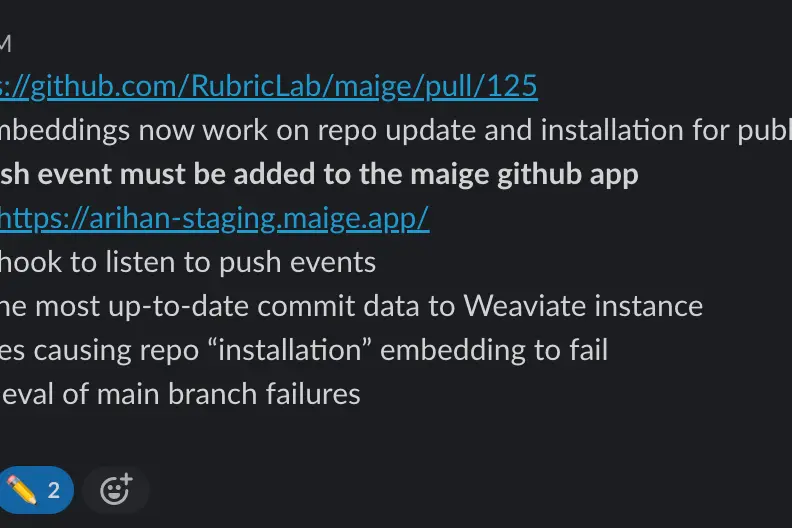 M
s://github.com/RubricLab/maige/pull/125
mbeddings now work on repo update and installation for publ
sh event must be added to the maige github app
https://arihan-staging.maige.app/
hook to listen to push events
he most up-to-date commit data to Weaviate instance
es causing repo “installation” embedding to fail
eval of main branch failures
2